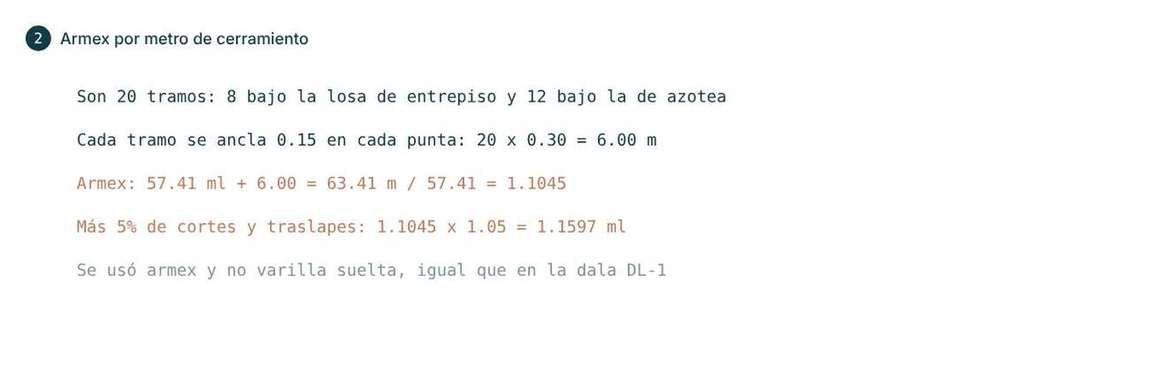 2 Armex por metro de cerramiento
Son 20 tramos: 8 bajo la losa de entrepiso y 12 bajo la de azotea
Cada tramo se ancla 0.15 en cada punta: 20 x 0.30 = 6.00 m
Armex: 57.41 ml + 6.00 = 63.41 m / 57.41 = 1.1045
Más 5% de cortes y traslapes: 1.1045 x 1.05 = 1.1597 ml
Se usó armex y no varilla suelta, igual que en la dala DL-1